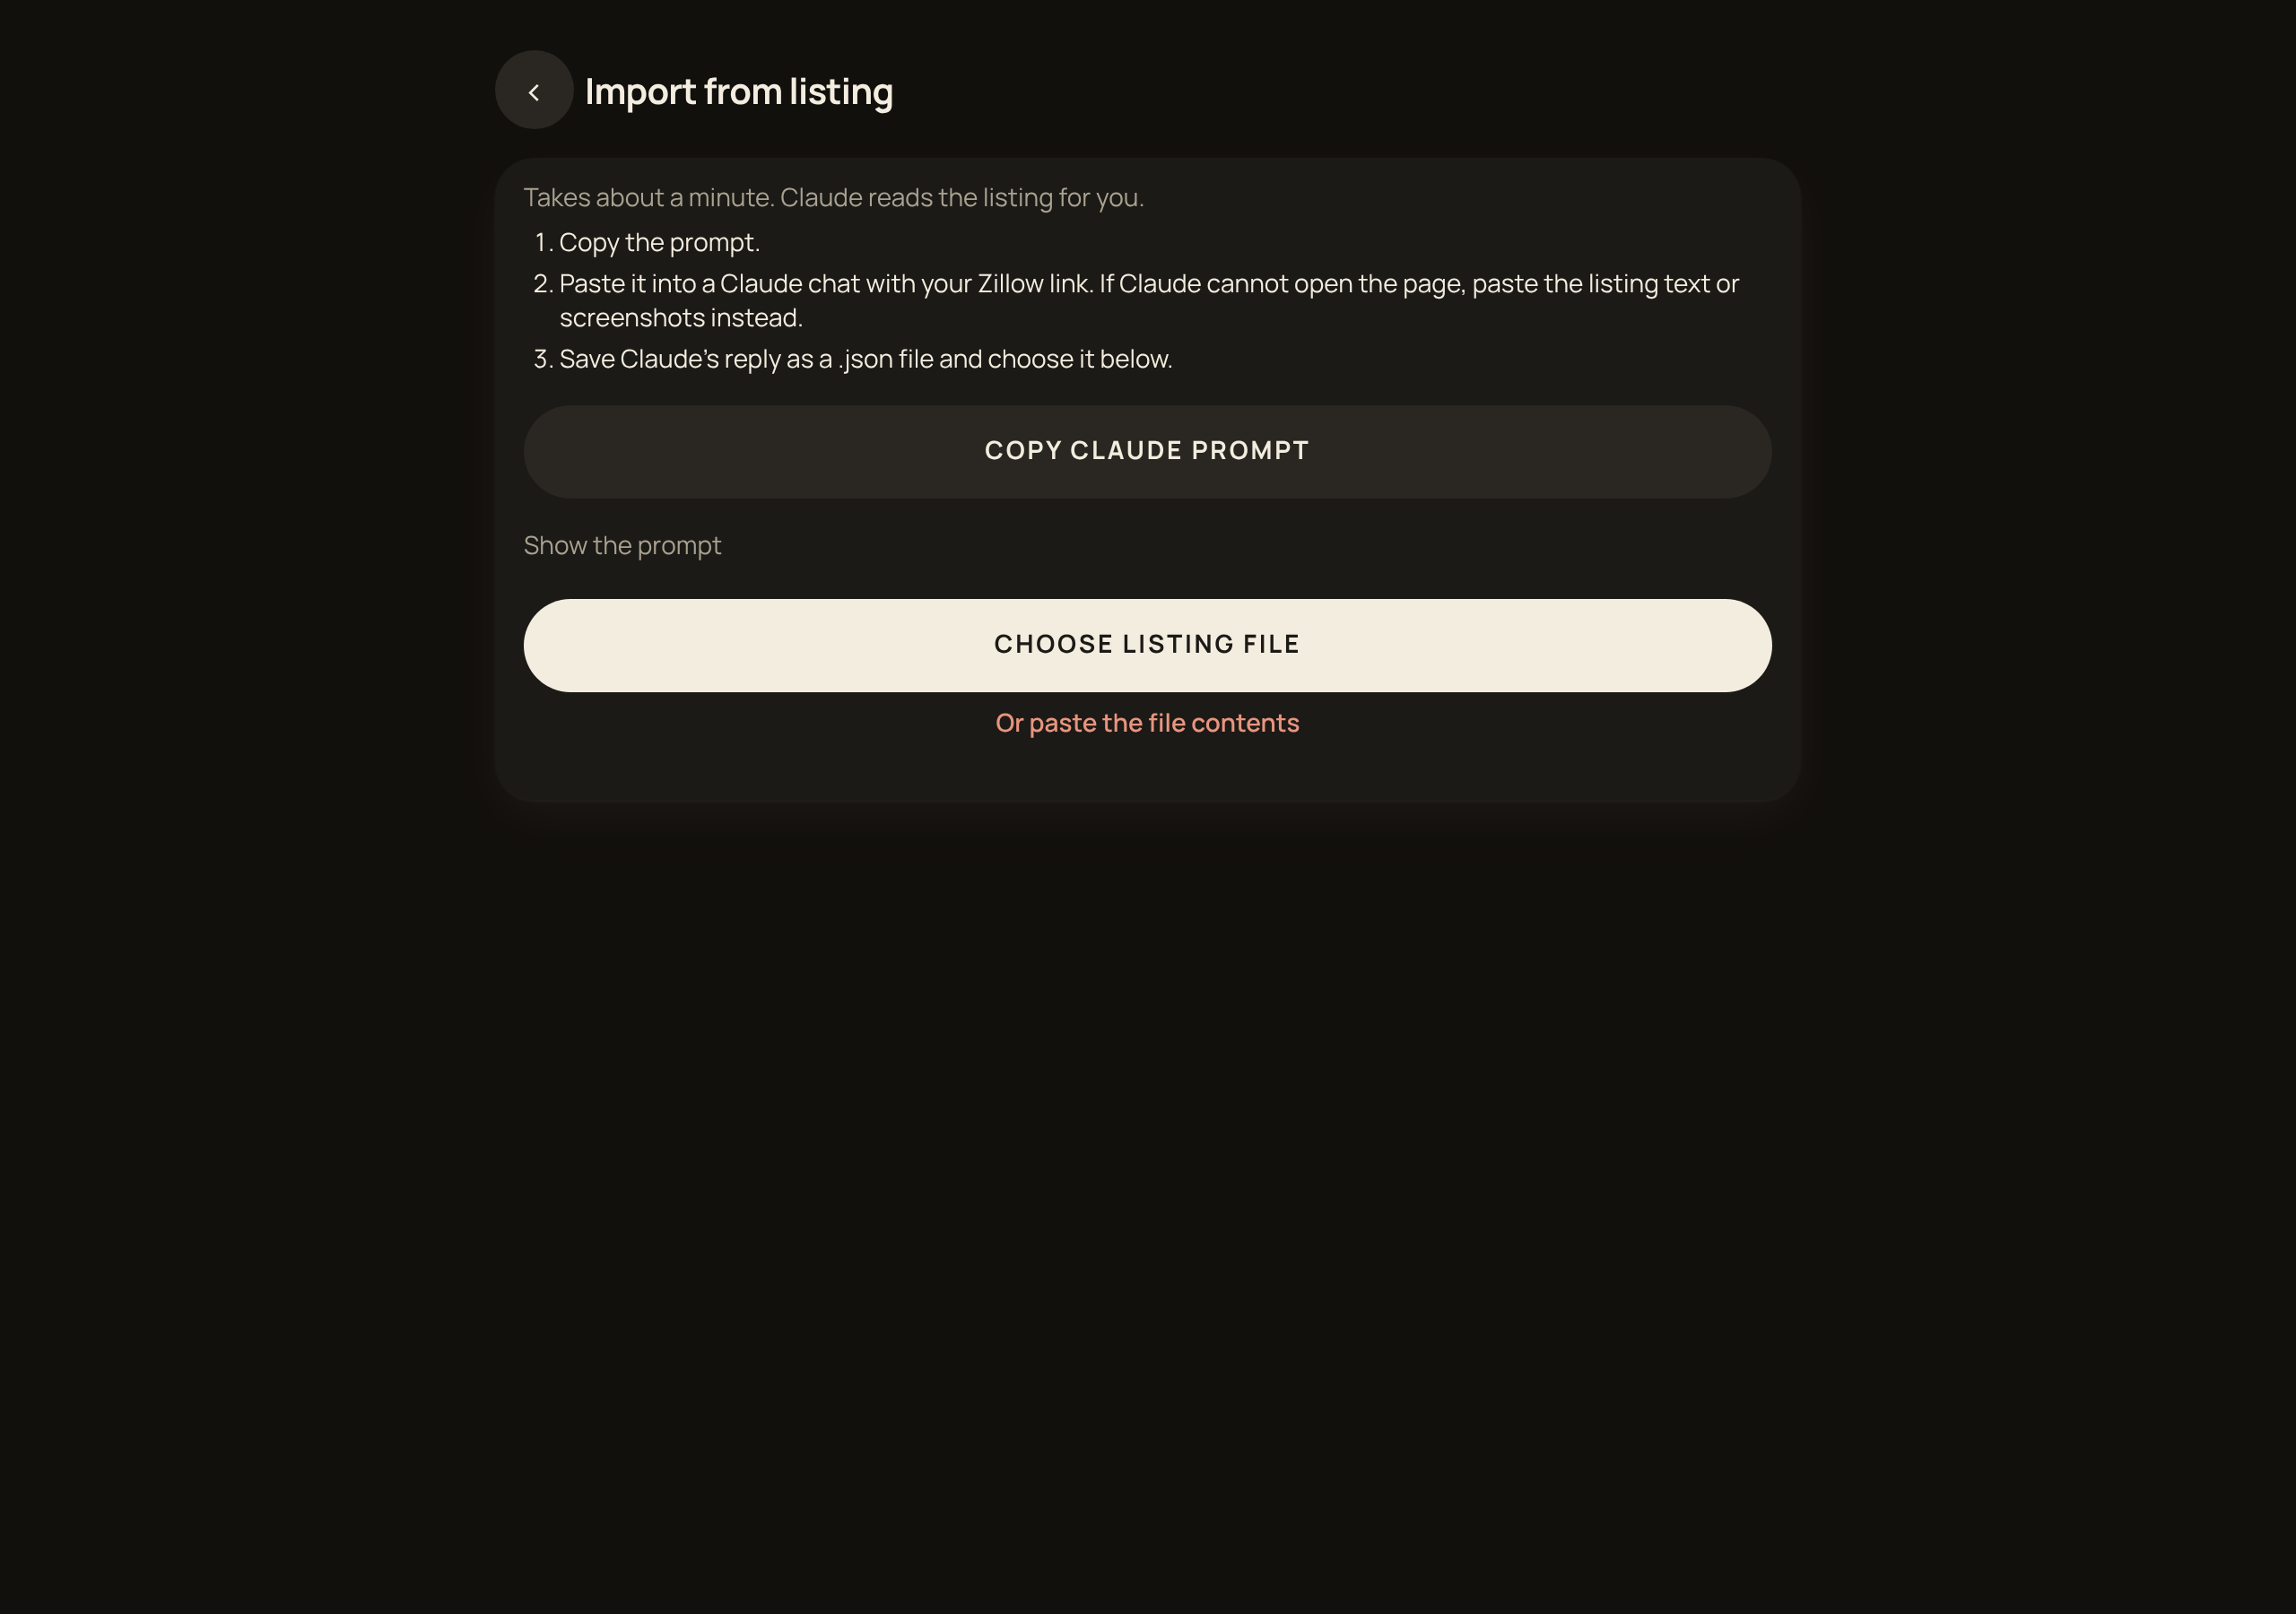 Import from listing
Takes about a minute. Claude reads the listing for you.
1. Copy the prompt.
2. Paste it into a Claude chat with your Zillow link. If Claude cannot open the page, paste the listing text or
screenshots instead.
3. Save Claude’s reply as a .json file and choose it below.
COPY CLAUDE PROMPT
Show the prompt
CHOOSE LISTING FILE
Or paste the file contents